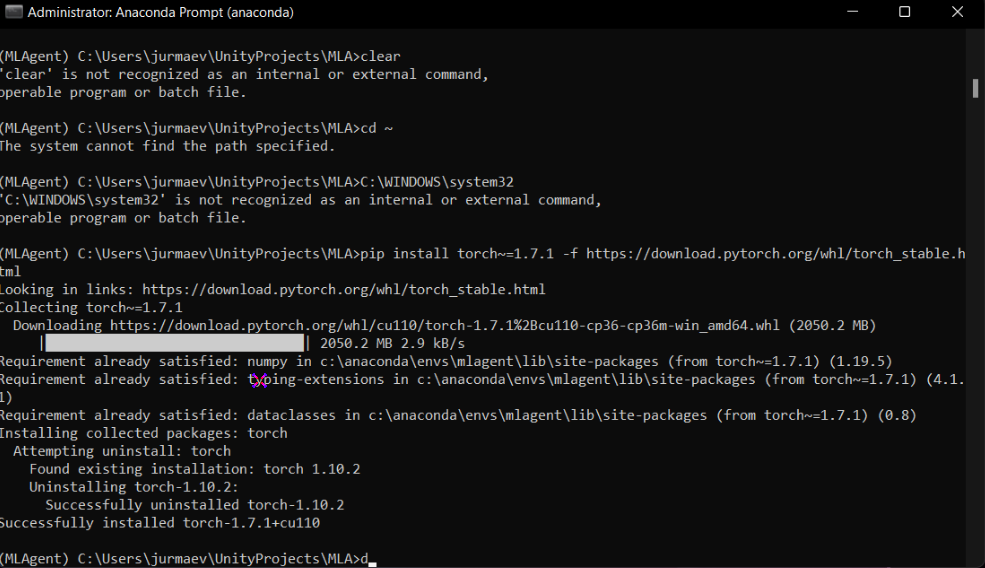 Administrator: Anaconda Prompt (anaconda)
(MLAgent) C:\Users\jurmaev\UnityProjects\MLA>clear
'clear' is not recognized as an internal or external command,
operable program or batch file.
(MLAgent) C:\Users\jurmaev\UnityProjects\MLA>cd ~
The system cannot find the path specified.
(MLAgent) C:\Users\jurmaev\UnityProjects\MLA>C:\WINDOWS\system32
'C:\WINDOWS\system32' is not recognized as an internal or external command,
operable program or batch file.
(MLAgent) C:\Users\jurmaev\UnityProjects\MLA>pip install torch~=1.7.1 -f https://download.pytorch.org/whl/torch_stable.h
tml
Looking in links: https://download.pytorch.org/whl/torch_stable.html
Collecting torch~=1.7.1
Downloading https://download.pytorch.org/whl/cu110/torch-1.7.1%2Bcu110-cp36-cp36m-win_amd64.whl (2050.2 MB)
| | 2050.2 MB 2.9 kB/s
Requirement already satisfied: numpy in c:\anaconda\envs\mlagent\lib\site-packages (from torch~=1.7.1) (1.19.5)
Requirement already satisfied: typing-extensions in c:\anaconda\envs\mlagent\lib\site-packages (from torch~=1.7.1) (4.1.
1)
Requirement already satisfied: dataclasses in c:\anaconda\envs\mlagent\lib\site-packages (from torch~=1.7.1) (0.8)
Installing collected packages: torch
Attempting uninstall: torch
Found existing installation: torch 1.10.2
Uninstalling torch-1.10.2:
Successfully uninstalled torch-1.10.2
Successfully installed torch-1.7.1+cu110
(MLAgent) C:\Users\jurmaev\UnityProjects\MLA>d_